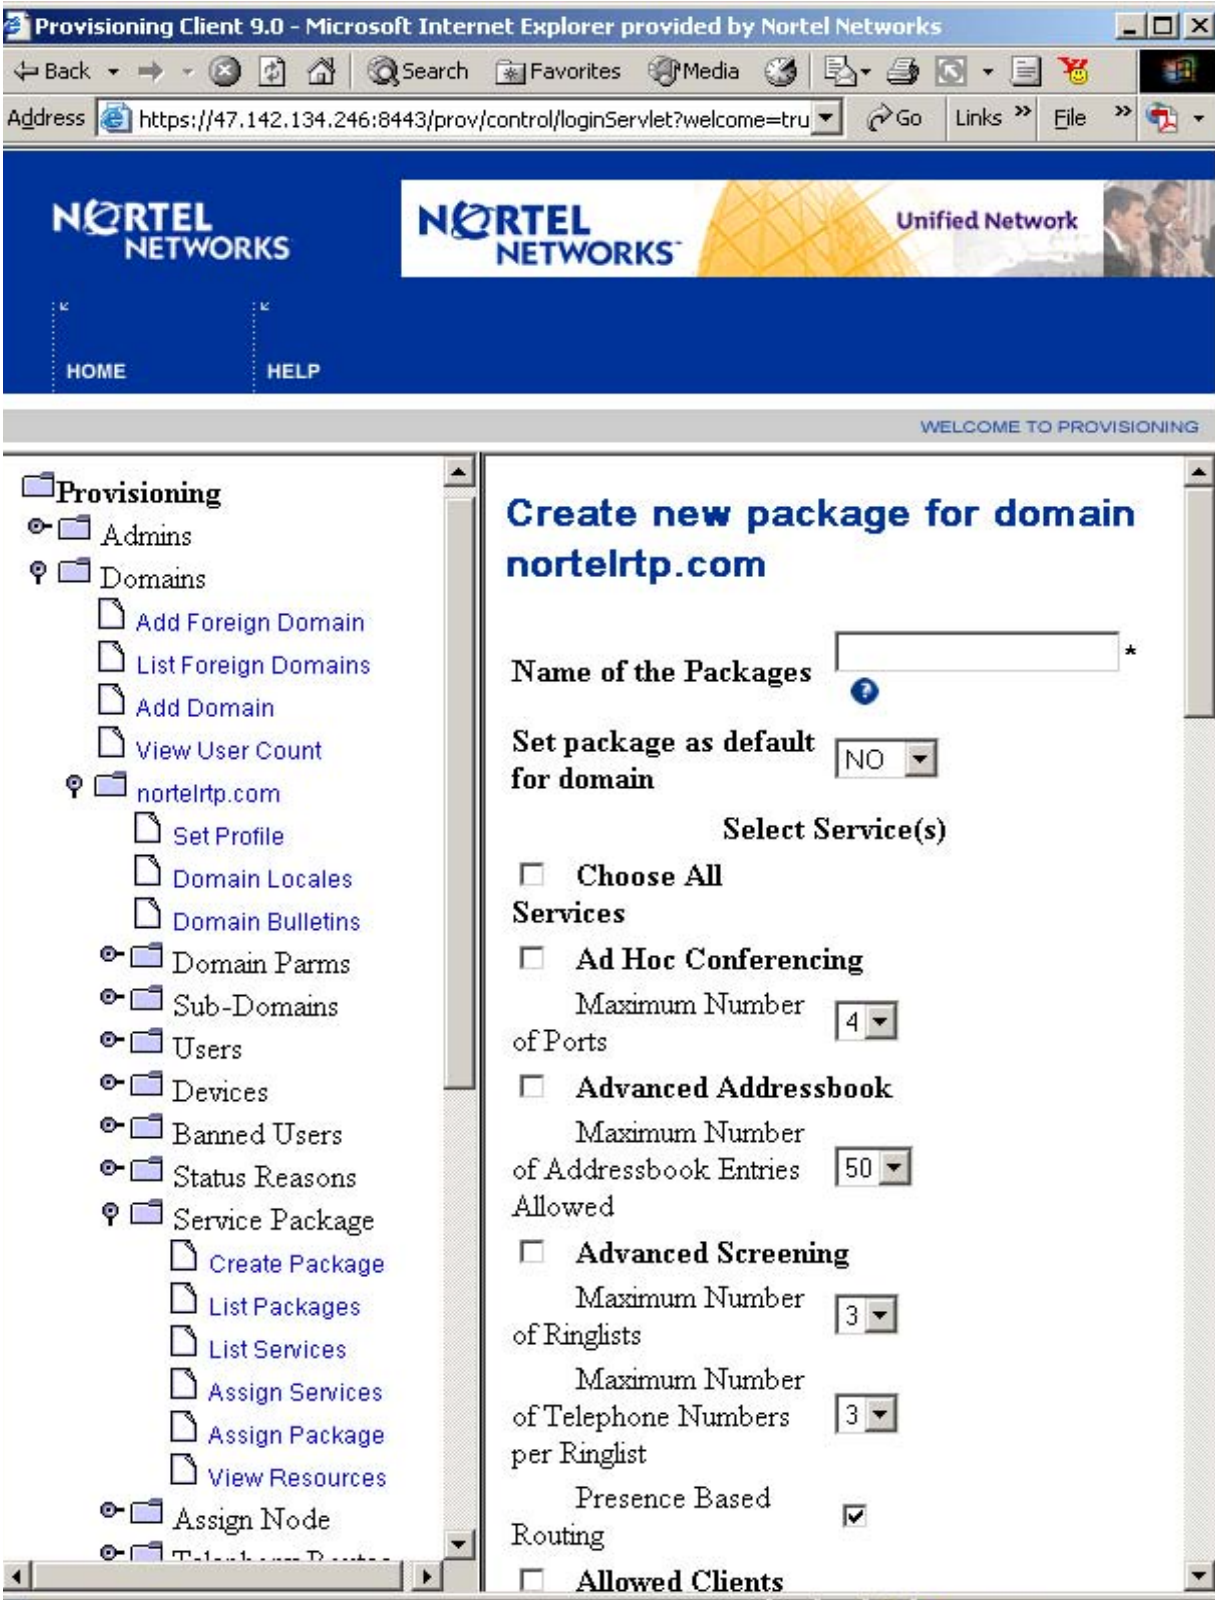 Provisioning Client 9.0 - Microsoft Internet Explorer provided by Nortel Networks
Back Search Favorites Media
Address https://47.142.134.246:8443/prov/control/loginServlet?welcome=tru Go Links » File »
NORTEL
NETWORKS
NORTEL
NETWORKS
Unified Network
HOME
HELP
WELCOME TO PROVISIONING
Provisioning
Admins
Domains
Add Foreign Domain
List Foreign Domains
Add Domain
View User Count
nortelrtp.com
Set Profile
Domain Locales
Domain Bulletins
Domain Parms
Sub-Domains
Users
Devices
Banned Users
Status Reasons
Service Package
Create Package
List Packages
List Services
Assign Services
Assign Package
View Resources
Assign Node
Create new package for domain
nortelrtp.com
Name of the Packages *
?
Set package as default
for domain
NO
Select Service(s)
Choose All
Services
Ad Hoc Conferencing
Maximum Number
of Ports
4
Advanced Addressbook
Maximum Number
of Addressbook Entries
Allowed
50
Advanced Screening
Maximum Number
of Ringlists
3
Maximum Number
of Telephone Numbers
per Ringlist
3
Presence Based
Routing
Allowed Clients